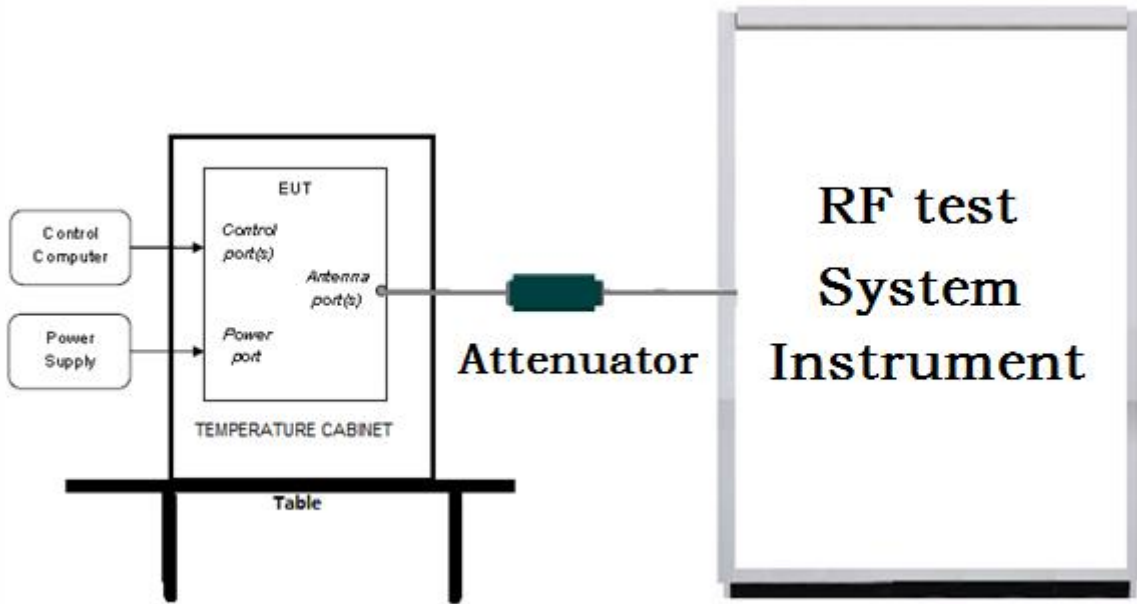 Control
Computer
Power
Supply
EUT
Control
port(s)
Antenna
port(s)
Power
port
TEMPERATURE CABINET
Table
Attenuator
RF test
System
Instrument